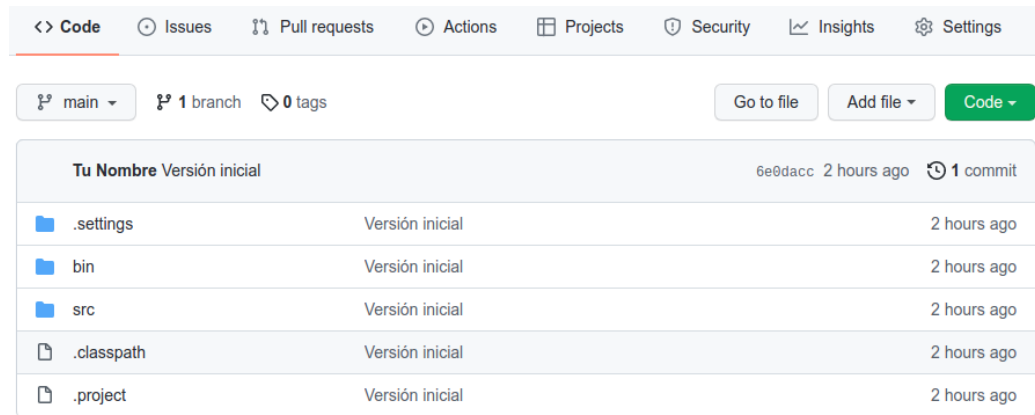 <> Code Issues Pull requests Actions Projects Security Insights Settings
main 1 branch 0 tags Go to file Add file Code
Tu Nombre Versión inicial 6e0dacc 2 hours ago 1 commit
.settings Versión inicial 2 hours ago
bin Versión inicial 2 hours ago
src Versión inicial 2 hours ago
.classpath Versión inicial 2 hours ago
.project Versión inicial 2 hours ago